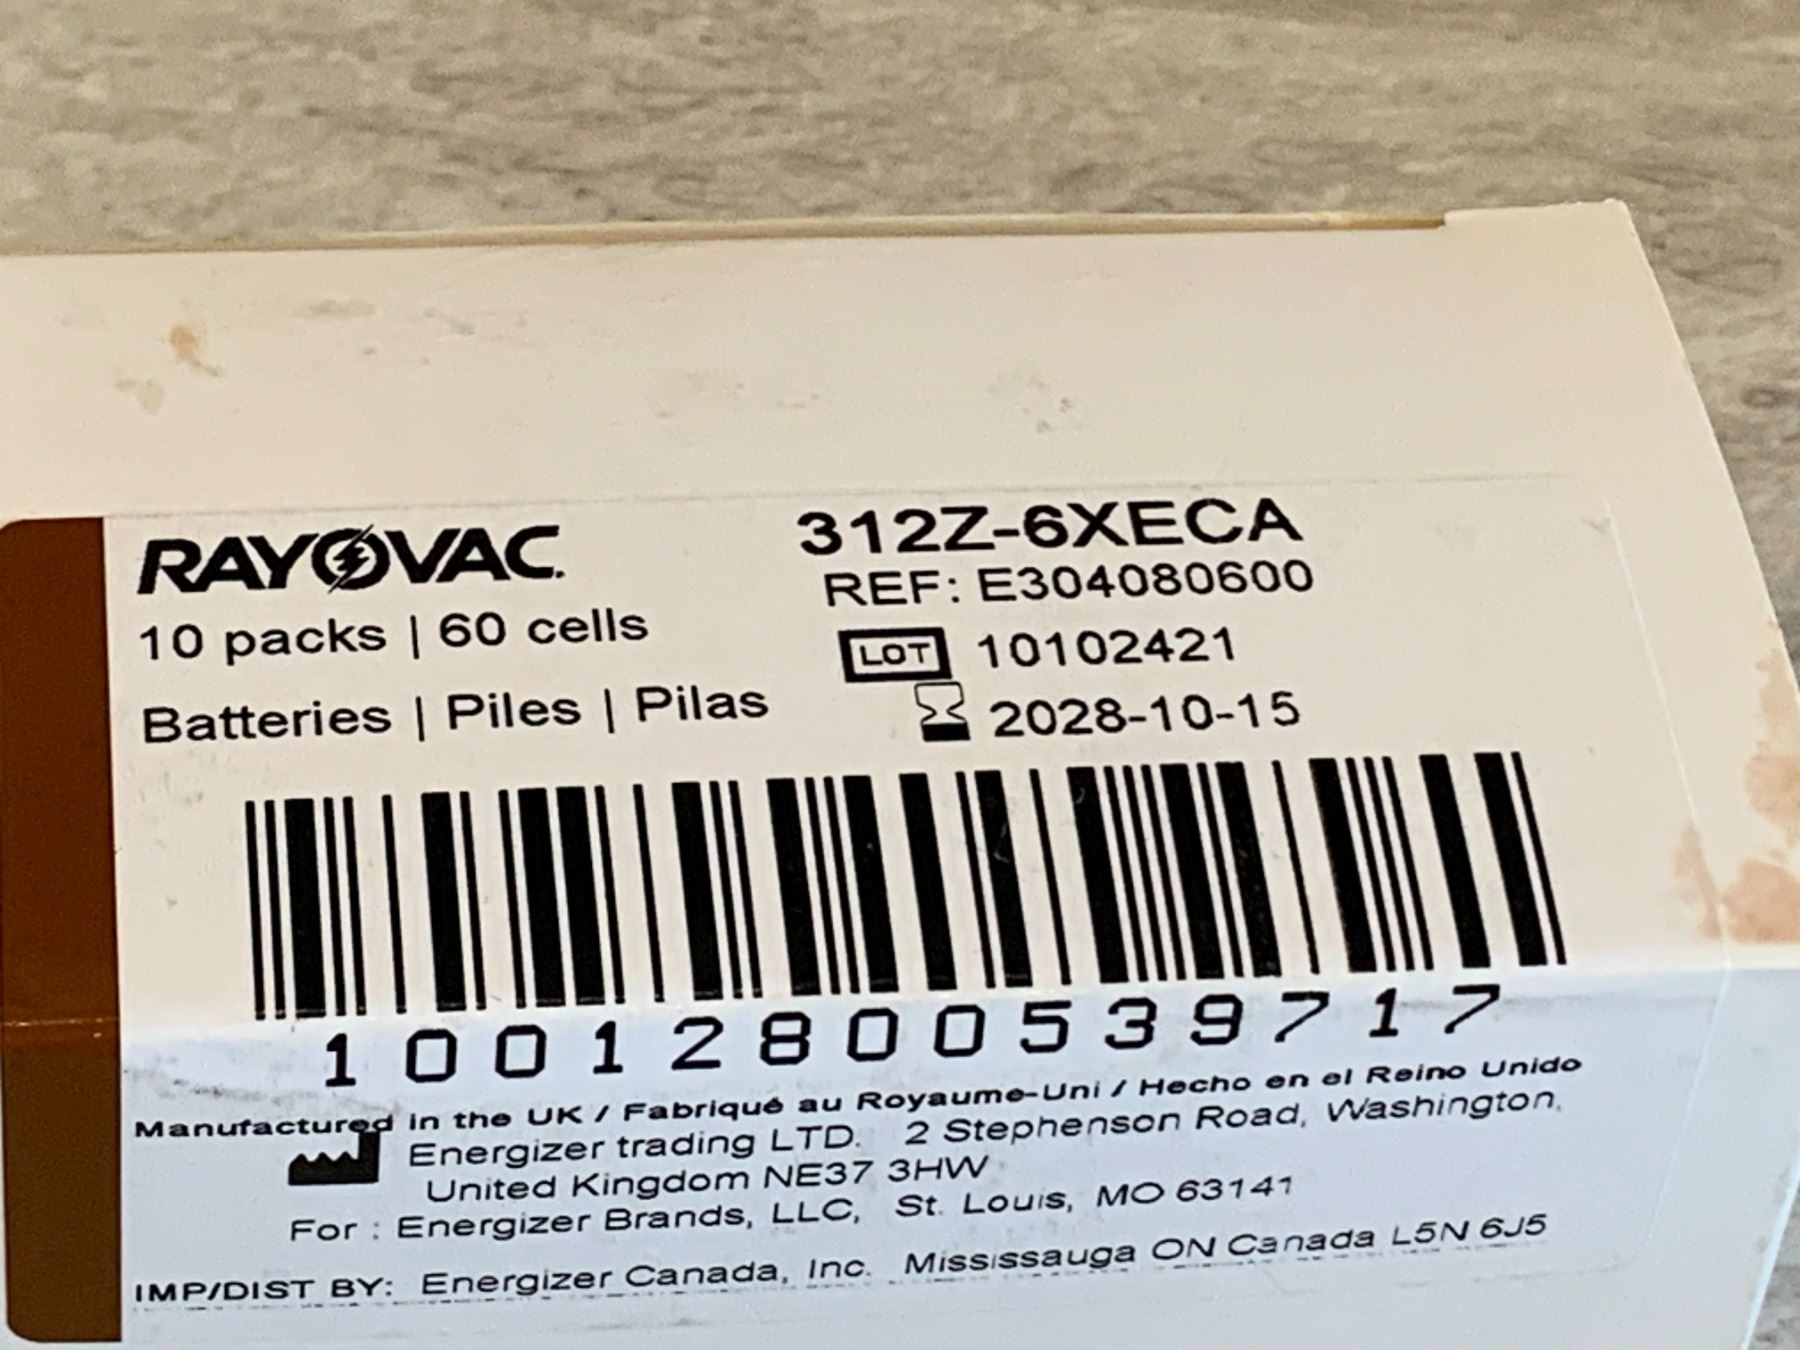 RAYOVAC
312Z-6XECA
REF: E304080600
10 packs | 60 cells
LOT 10102421
Batteries | Piles | Pilas
2028-10-15
10012800539717
Manufactured in the UK / Fabriqué au Royaume-Uni / Hecho en el Reino Unido
Energizer trading LTD. 2 Stephenson Road, Washington,
United Kingdom NE37 3HW
For : Energizer Brands, LLC, St. Louis, MO 63141
IMP/DIST BY: Energizer Canada, Inc. Mississauga ON Canada L5N 6J5